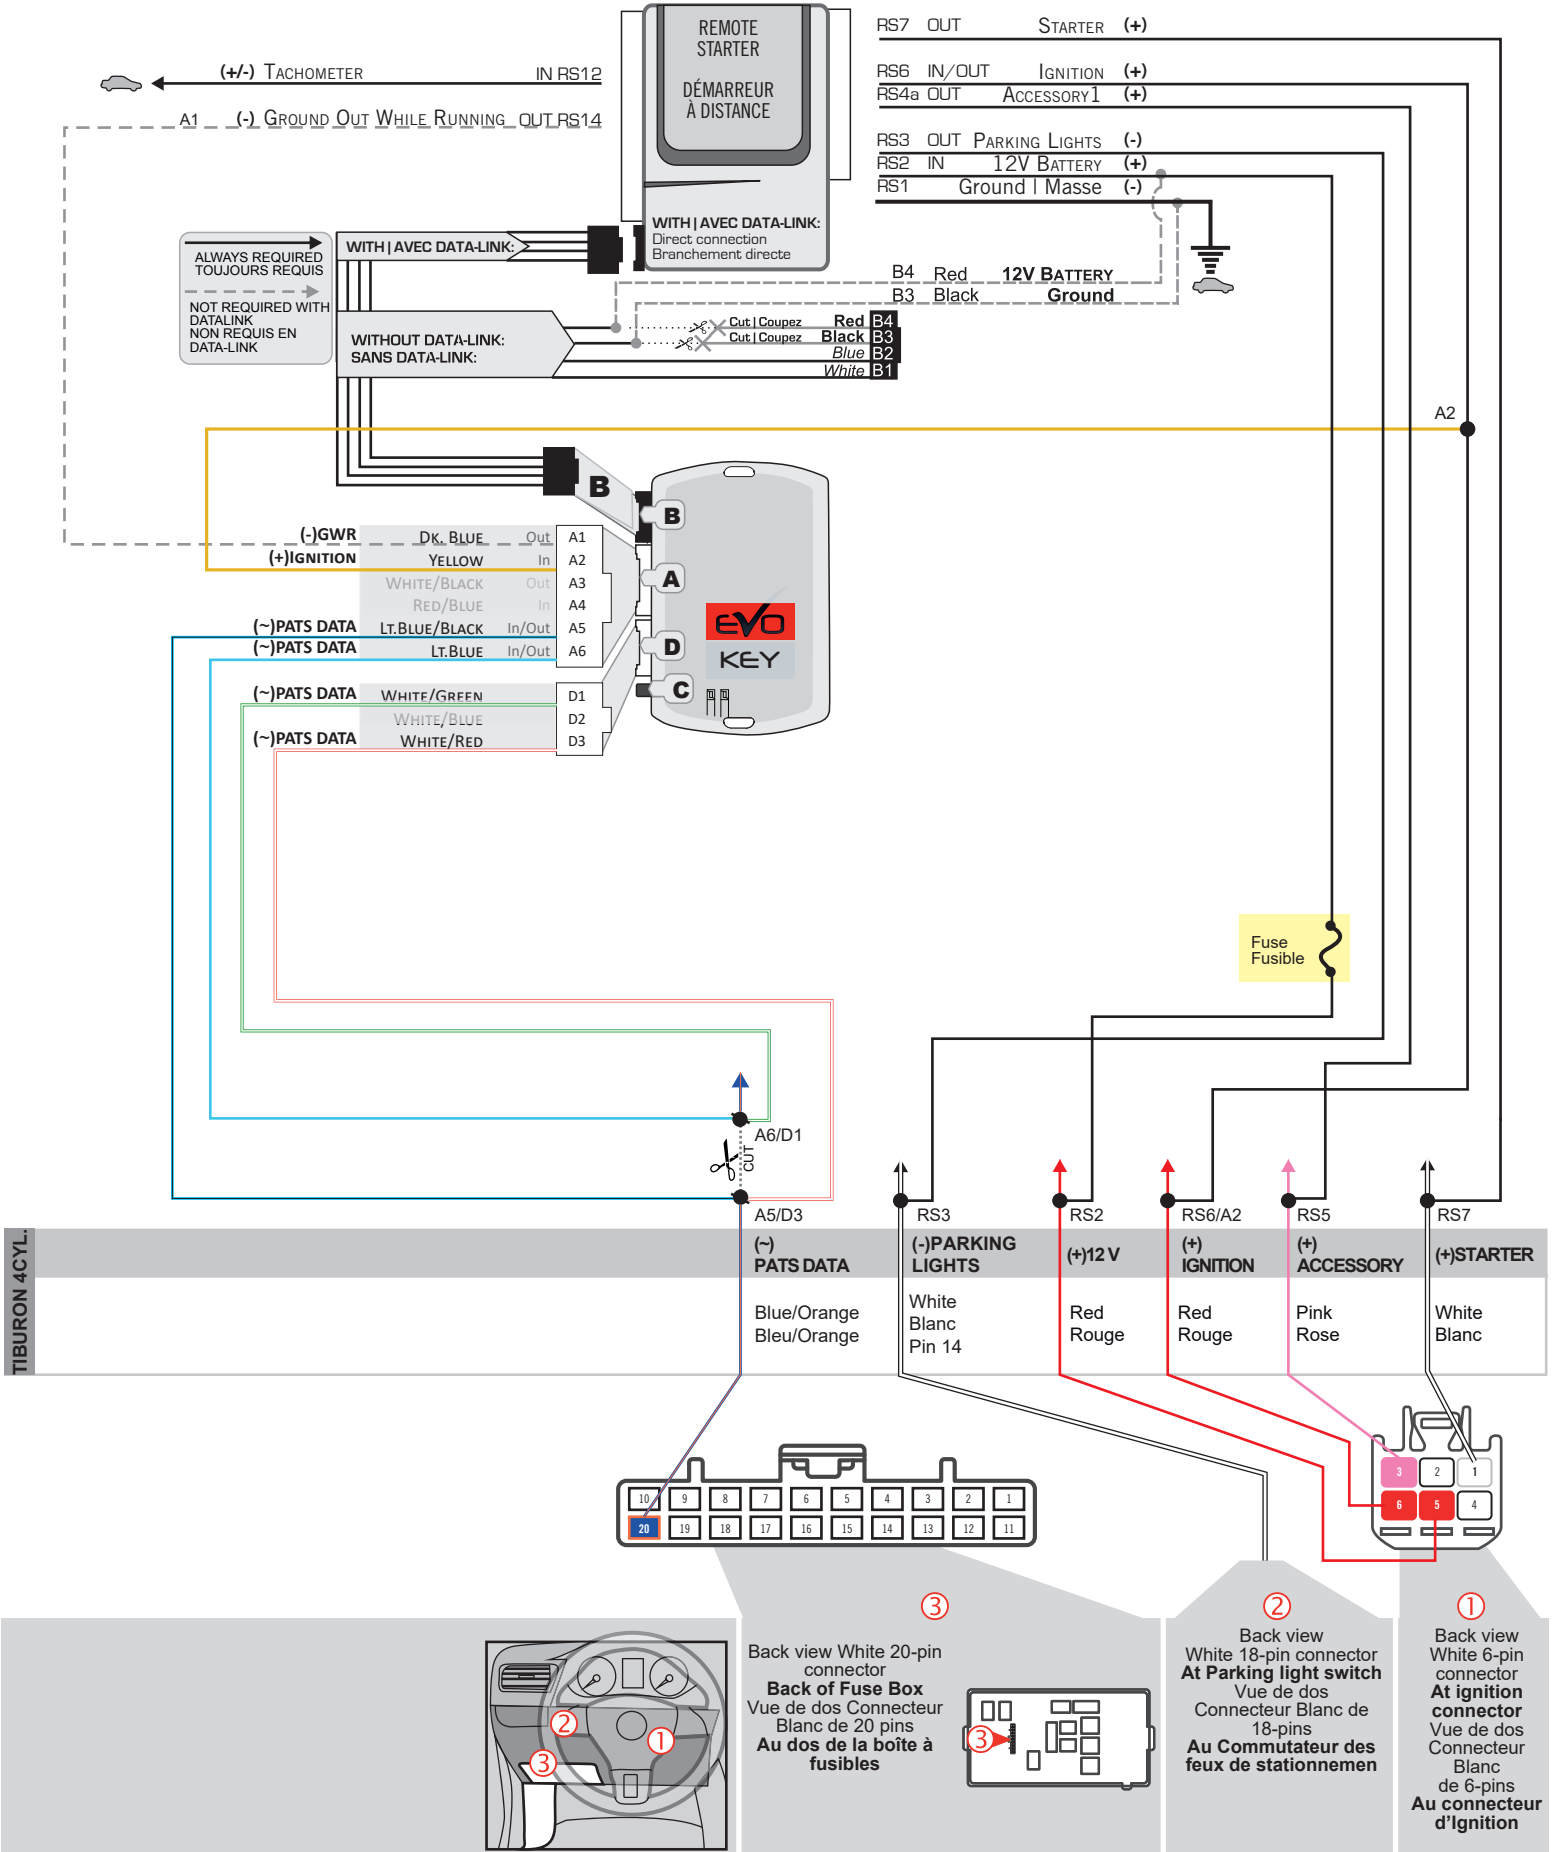 REMOTE
STARTER
DÉMARREUR
À DISTANCE
WITH | AVEC DATA-LINK:
Direct connection
Branchement directe
(+/-) TACHOMETER IN RS12
A1 (-) GROUND OUT WHILE RUNNING OUT RS14
RS7 OUT STARTER (+)
RS6 IN/OUT IGNITION (+)
RS4a OUT ACCESSORY1 (+)
RS3 OUT PARKING LIGHTS (-)
RS2 IN 12V BATTERY (+)
RS1 Ground | Masse (-)
ALWAYS REQUIRED
TOUJOURS REQUIS
NOT REQUIRED WITH
DATALINK
NON REQUIS EN
DATA-LINK
WITH | AVEC DATA-LINK:
WITHOUT DATA-LINK:
SANS DATA-LINK:
B4 Red 12V BATTERY
B3 Black Ground
Cut | Coupez Red B4
Cut | Coupez Black B3
Blue B2
White B1
A2
B
B
A
D
C
EVO
KEY
(-)GWR DK. BLUE Out A1
(+)IGNITION YELLOW In A2
WHITE/BLACK Out A3
RED/BLUE In A4
(~)PATS DATA LT.BLUE/BLACK In/Out A5
(~)PATS DATA LT.BLUE In/Out A6
(~)PATS DATA WHITE/GREEN D1
WHITE/BLUE D2
(~)PATS DATA WHITE/RED D3
Fuse
Fusible
A6/D1
CUT
A5/D3
RS3
RS2
RS6/A2
RS5
RS7
TIBURON 4CYL.
(~)
PATS DATA
(-)PARKING
LIGHTS
(+)12 V
(+)
IGNITION
(+)
ACCESSORY
(+)STARTER
Blue/Orange
Bleu/Orange
White
Blanc
Pin 14
Red
Rouge
Red
Rouge
Pink
Rose
White
Blanc
10 9 8 7 6 5 4 3 2 1
20 19 18 17 16 15 14 13 12 11
3 2 1
6 5 4
3
Back view White 20-pin
connector
Back of Fuse Box
Vue de dos Connecteur
Blanc de 20 pins
Au dos de la boîte à
fusibles
3
2
Back view
White 18-pin connector
At Parking light switch
Vue de dos
Connecteur Blanc de
18-pins
Au Commutateur des
feux de stationnemen
1
Back view
White 6-pin
connector
At ignition
connector
Vue de dos
Connecteur
Blanc
de 6-pins
Au connecteur
d'Ignition
2
1
3